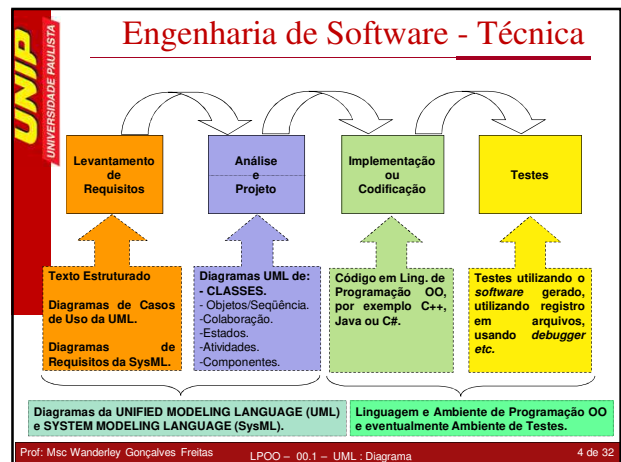 Engenharia de Software - Técnica
UNIP
UNIVERSIDADE PAULISTA
Levantamento
de
Requisitos
Análise
e
Projeto
Implementação
ou
Codificação
Testes
Texto Estruturado
Diagramas de Casos
de Uso da UML.
Diagramas de
Requisitos da SysML.
Diagramas UML de:
- CLASSES.
- Objetos/Seqüência.
-Colaboração.
-Estados.
-Atividades.
-Componentes.
Código em Ling. de
Programação OO,
por exemplo C++,
Java ou C#.
Testes utilizando o
software gerado,
utilizando registro
em arquivos,
usando debugger
etc.
Diagramas da UNIFIED MODELING LANGUAGE (UML)
e SYSTEM MODELING LANGUAGE (SysML).
Linguagem e Ambiente de Programação OO
e eventualmente Ambiente de Testes.
Prof: Msc Wanderley Gonçalves Freitas
LPOO – 00.1 – UML : Diagrama
4 de 32